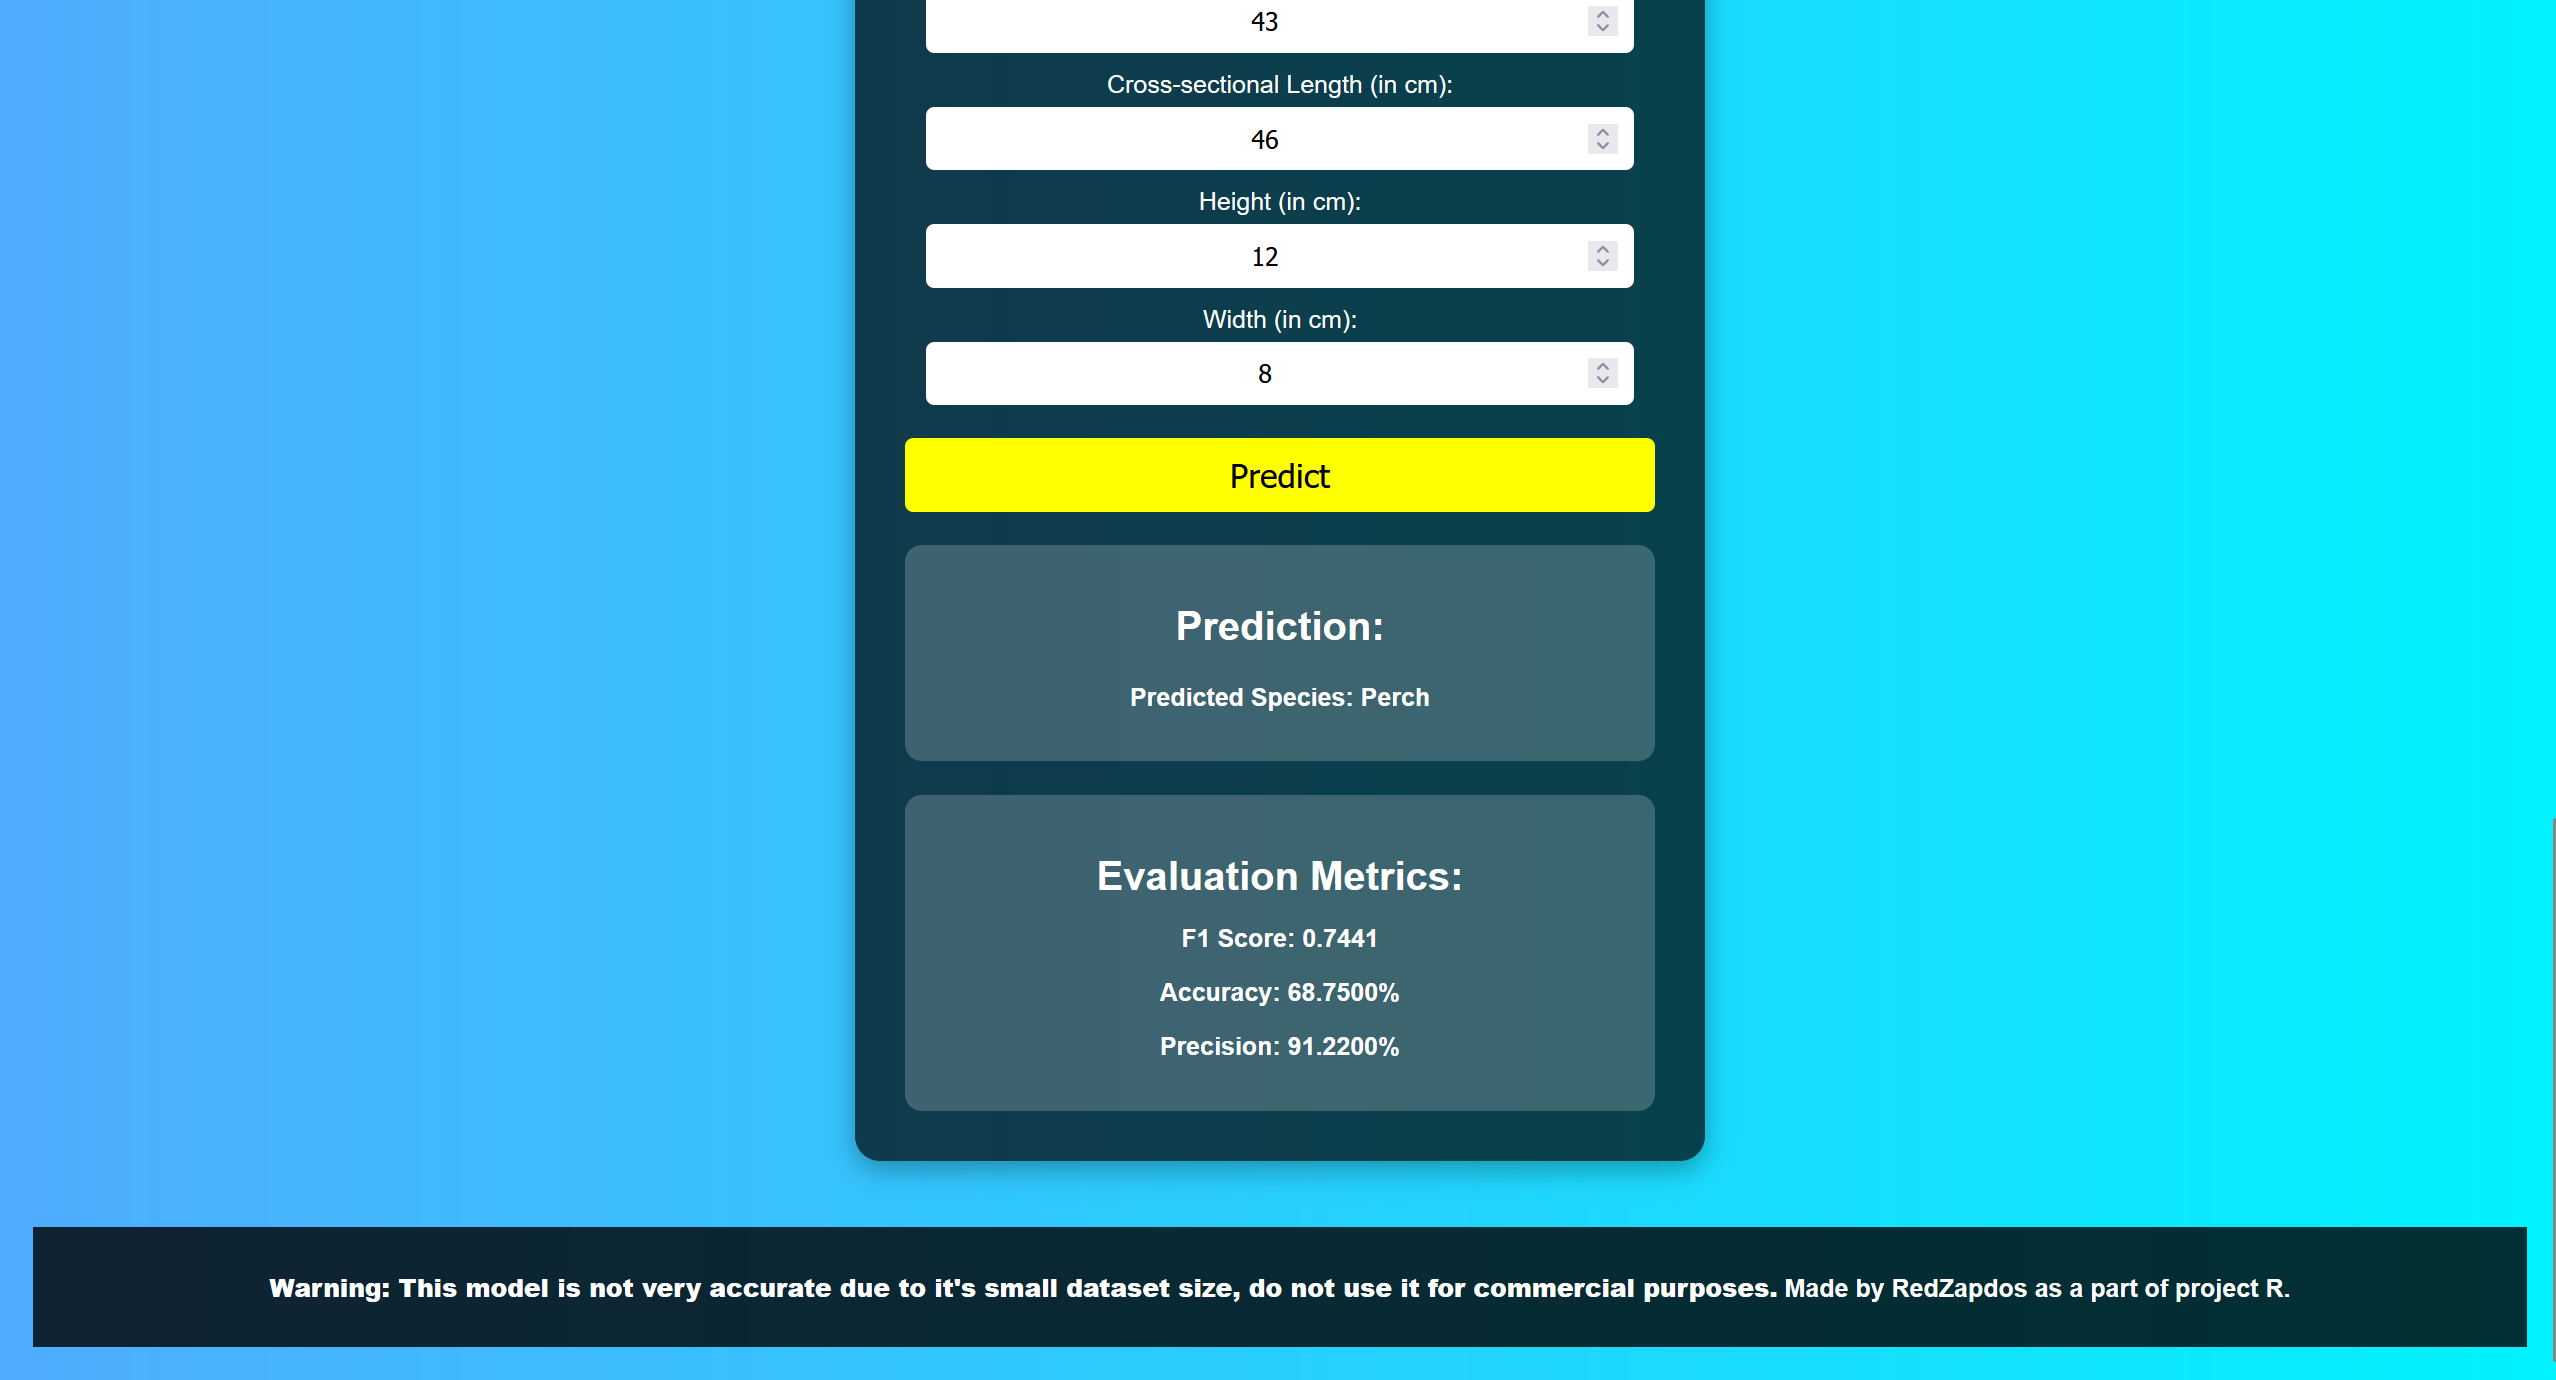 43
Cross-sectional Length (in cm):
46
Height (in cm):
12
Width (in cm):
8
Predict
Prediction:
Predicted Species: Perch
Evaluation Metrics:
F1 Score: 0.7441
Accuracy: 68.7500%
Precision: 91.2200%
Warning: This model is not very accurate due to it's small dataset size, do not use it for commercial purposes. Made by RedZapdos as a part of project R.